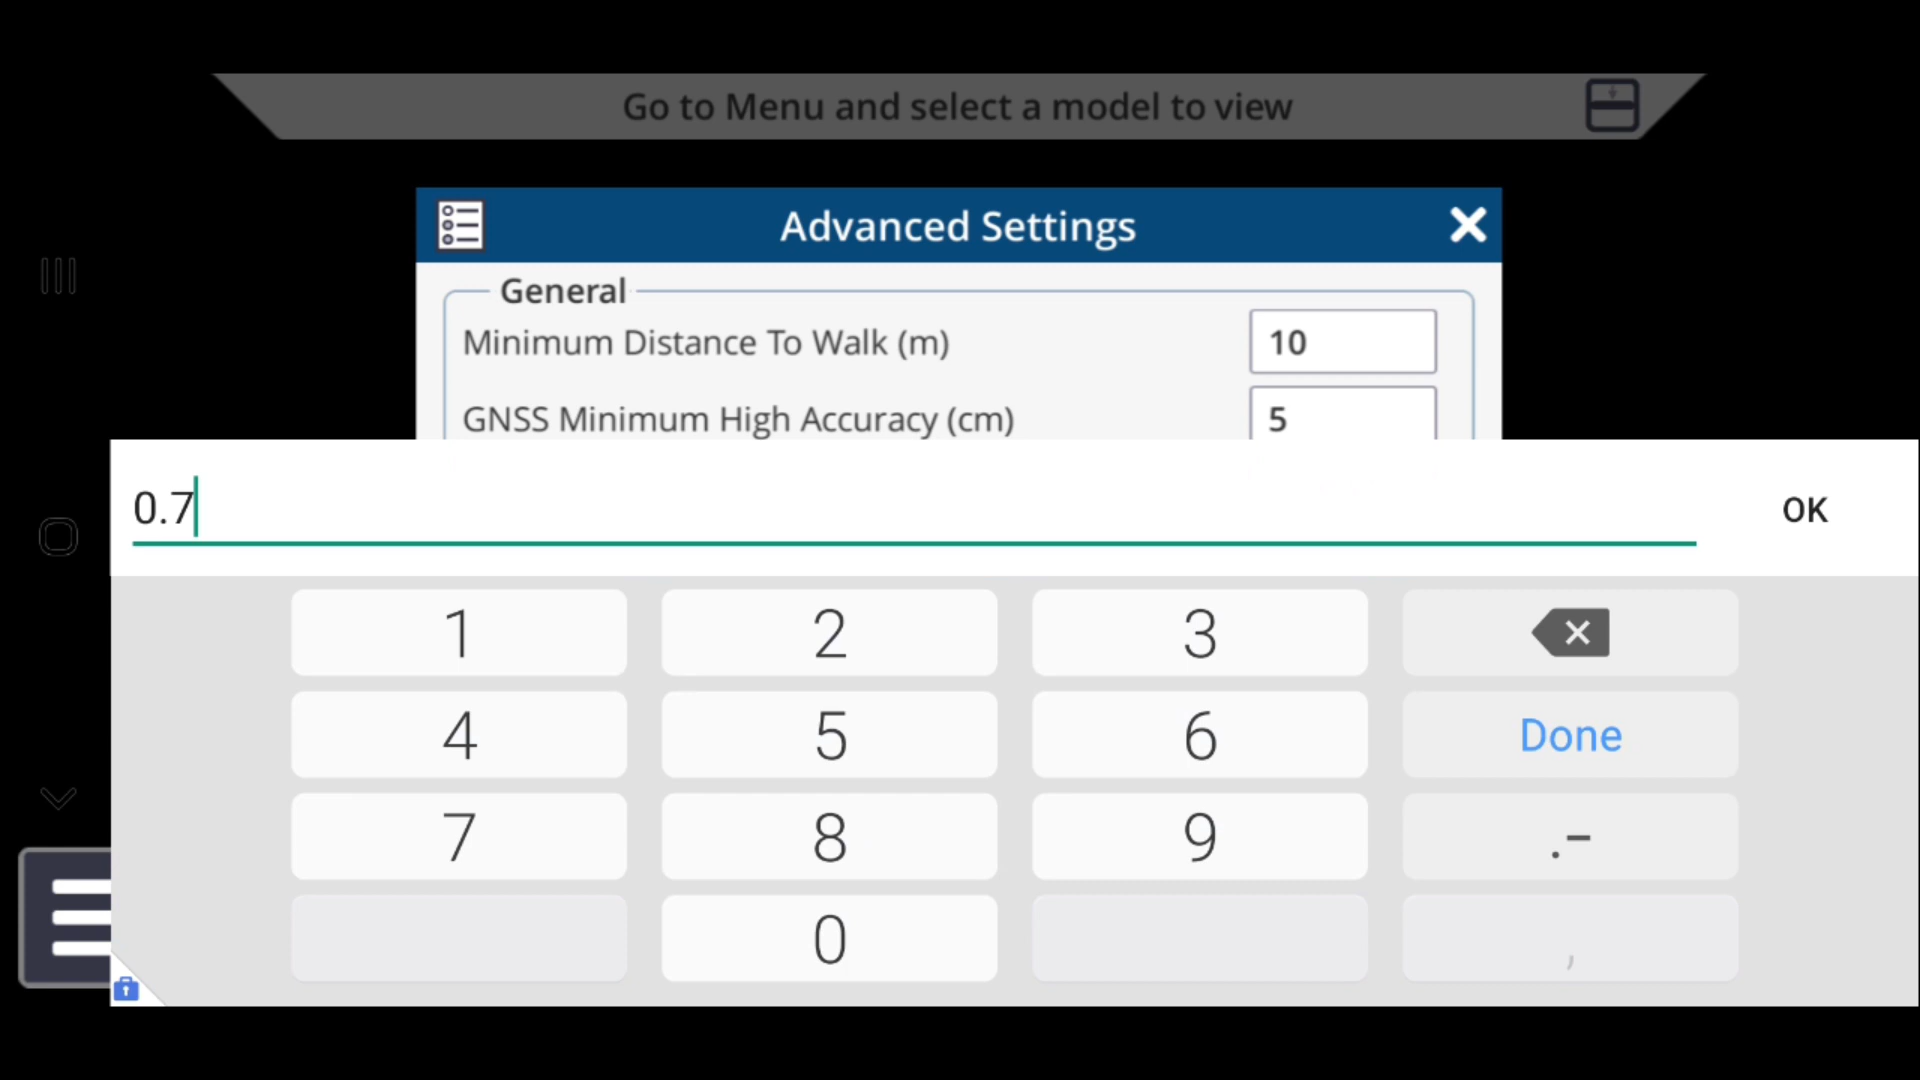 Go to Menu and select a model to view
Advanced Settings
General
Minimum Distance To Walk (m) 10
GNSS Minimum High Accuracy (cm) 5
0.7 OK
1 2 3
4 5 6 Done
7 8 9 .-
0 ,